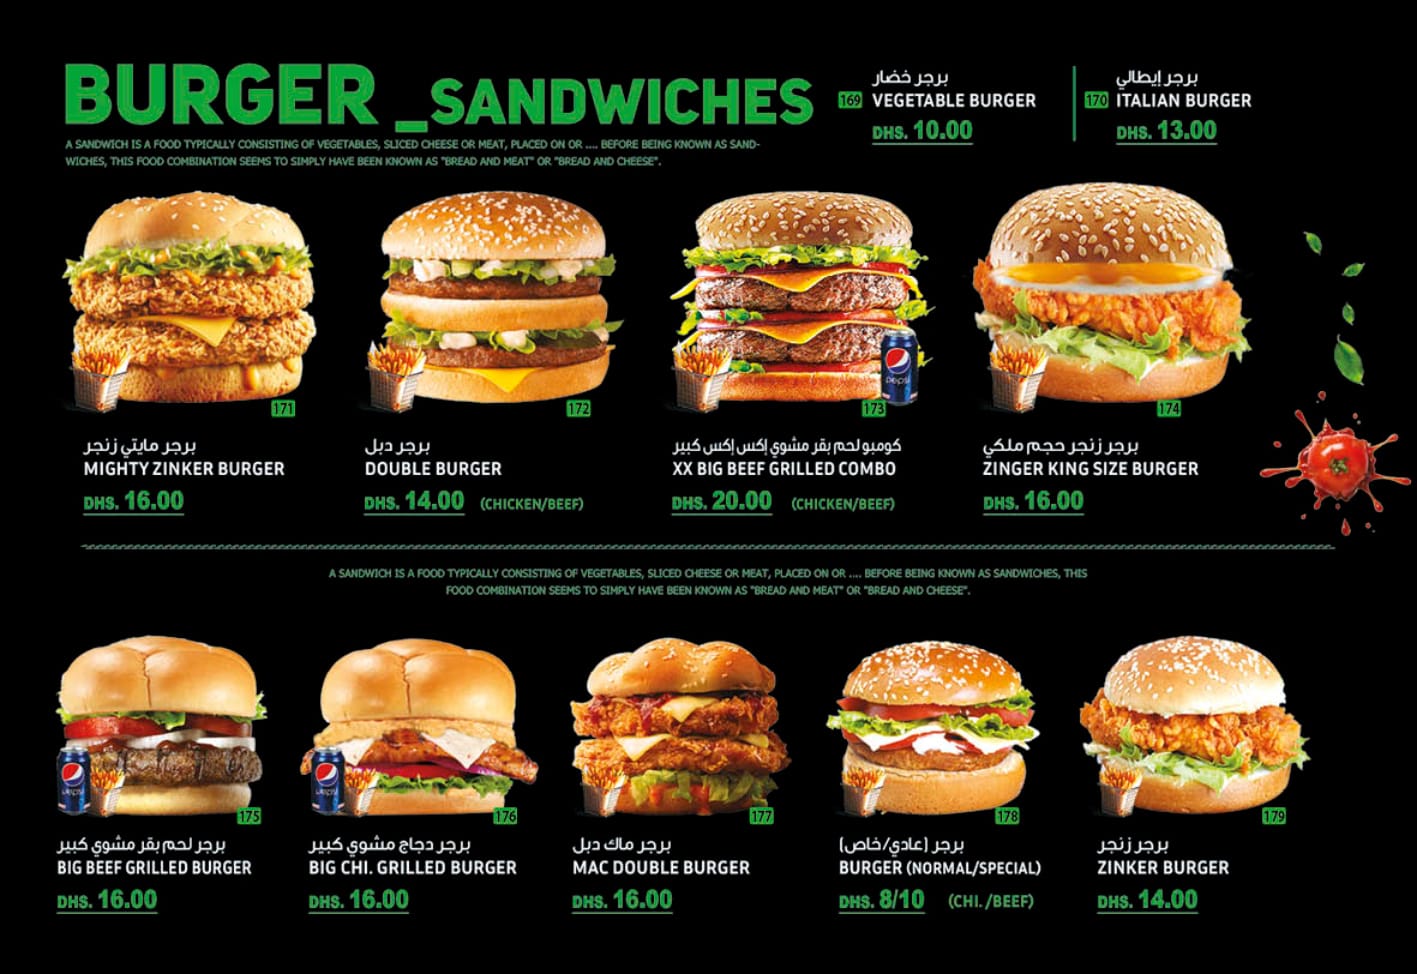 BURGER _SANDWICHES
A SANDWICH IS A FOOD TYPICALLY CONSISTING OF VEGETABLES, SLICED CHEESE OR MEAT, PLACED ON OR .... BEFORE BEING KNOWN AS SAND-
WICHES, THIS FOOD COMBINATION SEEMS TO SIMPLY HAVE BEEN KNOWN AS "BREAD AND MEAT" OR "BREAD AND CHEESE".
برجر خضار
169 VEGETABLE BURGER
DHS. 10.00
برجر إيطالي
170 ITALIAN BURGER
DHS. 13.00
171
برجر مايتي زنجر
MIGHTY ZINKER BURGER
DHS. 16.00
172
برجر دبل
DOUBLE BURGER
DHS. 14.00 (CHICKEN/BEEF)
pepsi
173
كومبو لحم بقر مشوي إكس إكس كبير
XX BIG BEEF GRILLED COMBO
DHS. 20.00 (CHICKEN/BEEF)
174
برجر زنجر حجم ملكي
ZINGER KING SIZE BURGER
DHS. 16.00
A SANDWICH IS A FOOD TYPICALLY CONSISTING OF VEGETABLES, SLICED CHEESE OR MEAT, PLACED ON OR .... BEFORE BEING KNOWN AS SANDWICHES, THIS
FOOD COMBINATION SEEMS TO SIMPLY HAVE BEEN KNOWN AS "BREAD AND MEAT" OR "BREAD AND CHEESE".
pepsi
175
برجر لحم بقر مشوي كبير
BIG BEEF GRILLED BURGER
DHS. 16.00
pepsi
176
برجر دجاج مشوي كبير
BIG CHI. GRILLED BURGER
DHS. 16.00
177
برجر ماك دبل
MAC DOUBLE BURGER
DHS. 16.00
178
برجر (عادي/خاص)
BURGER (NORMAL/SPECIAL)
DHS. 8/10 (CHI./BEEF)
179
برجر زنجر
ZINKER BURGER
DHS. 14.00